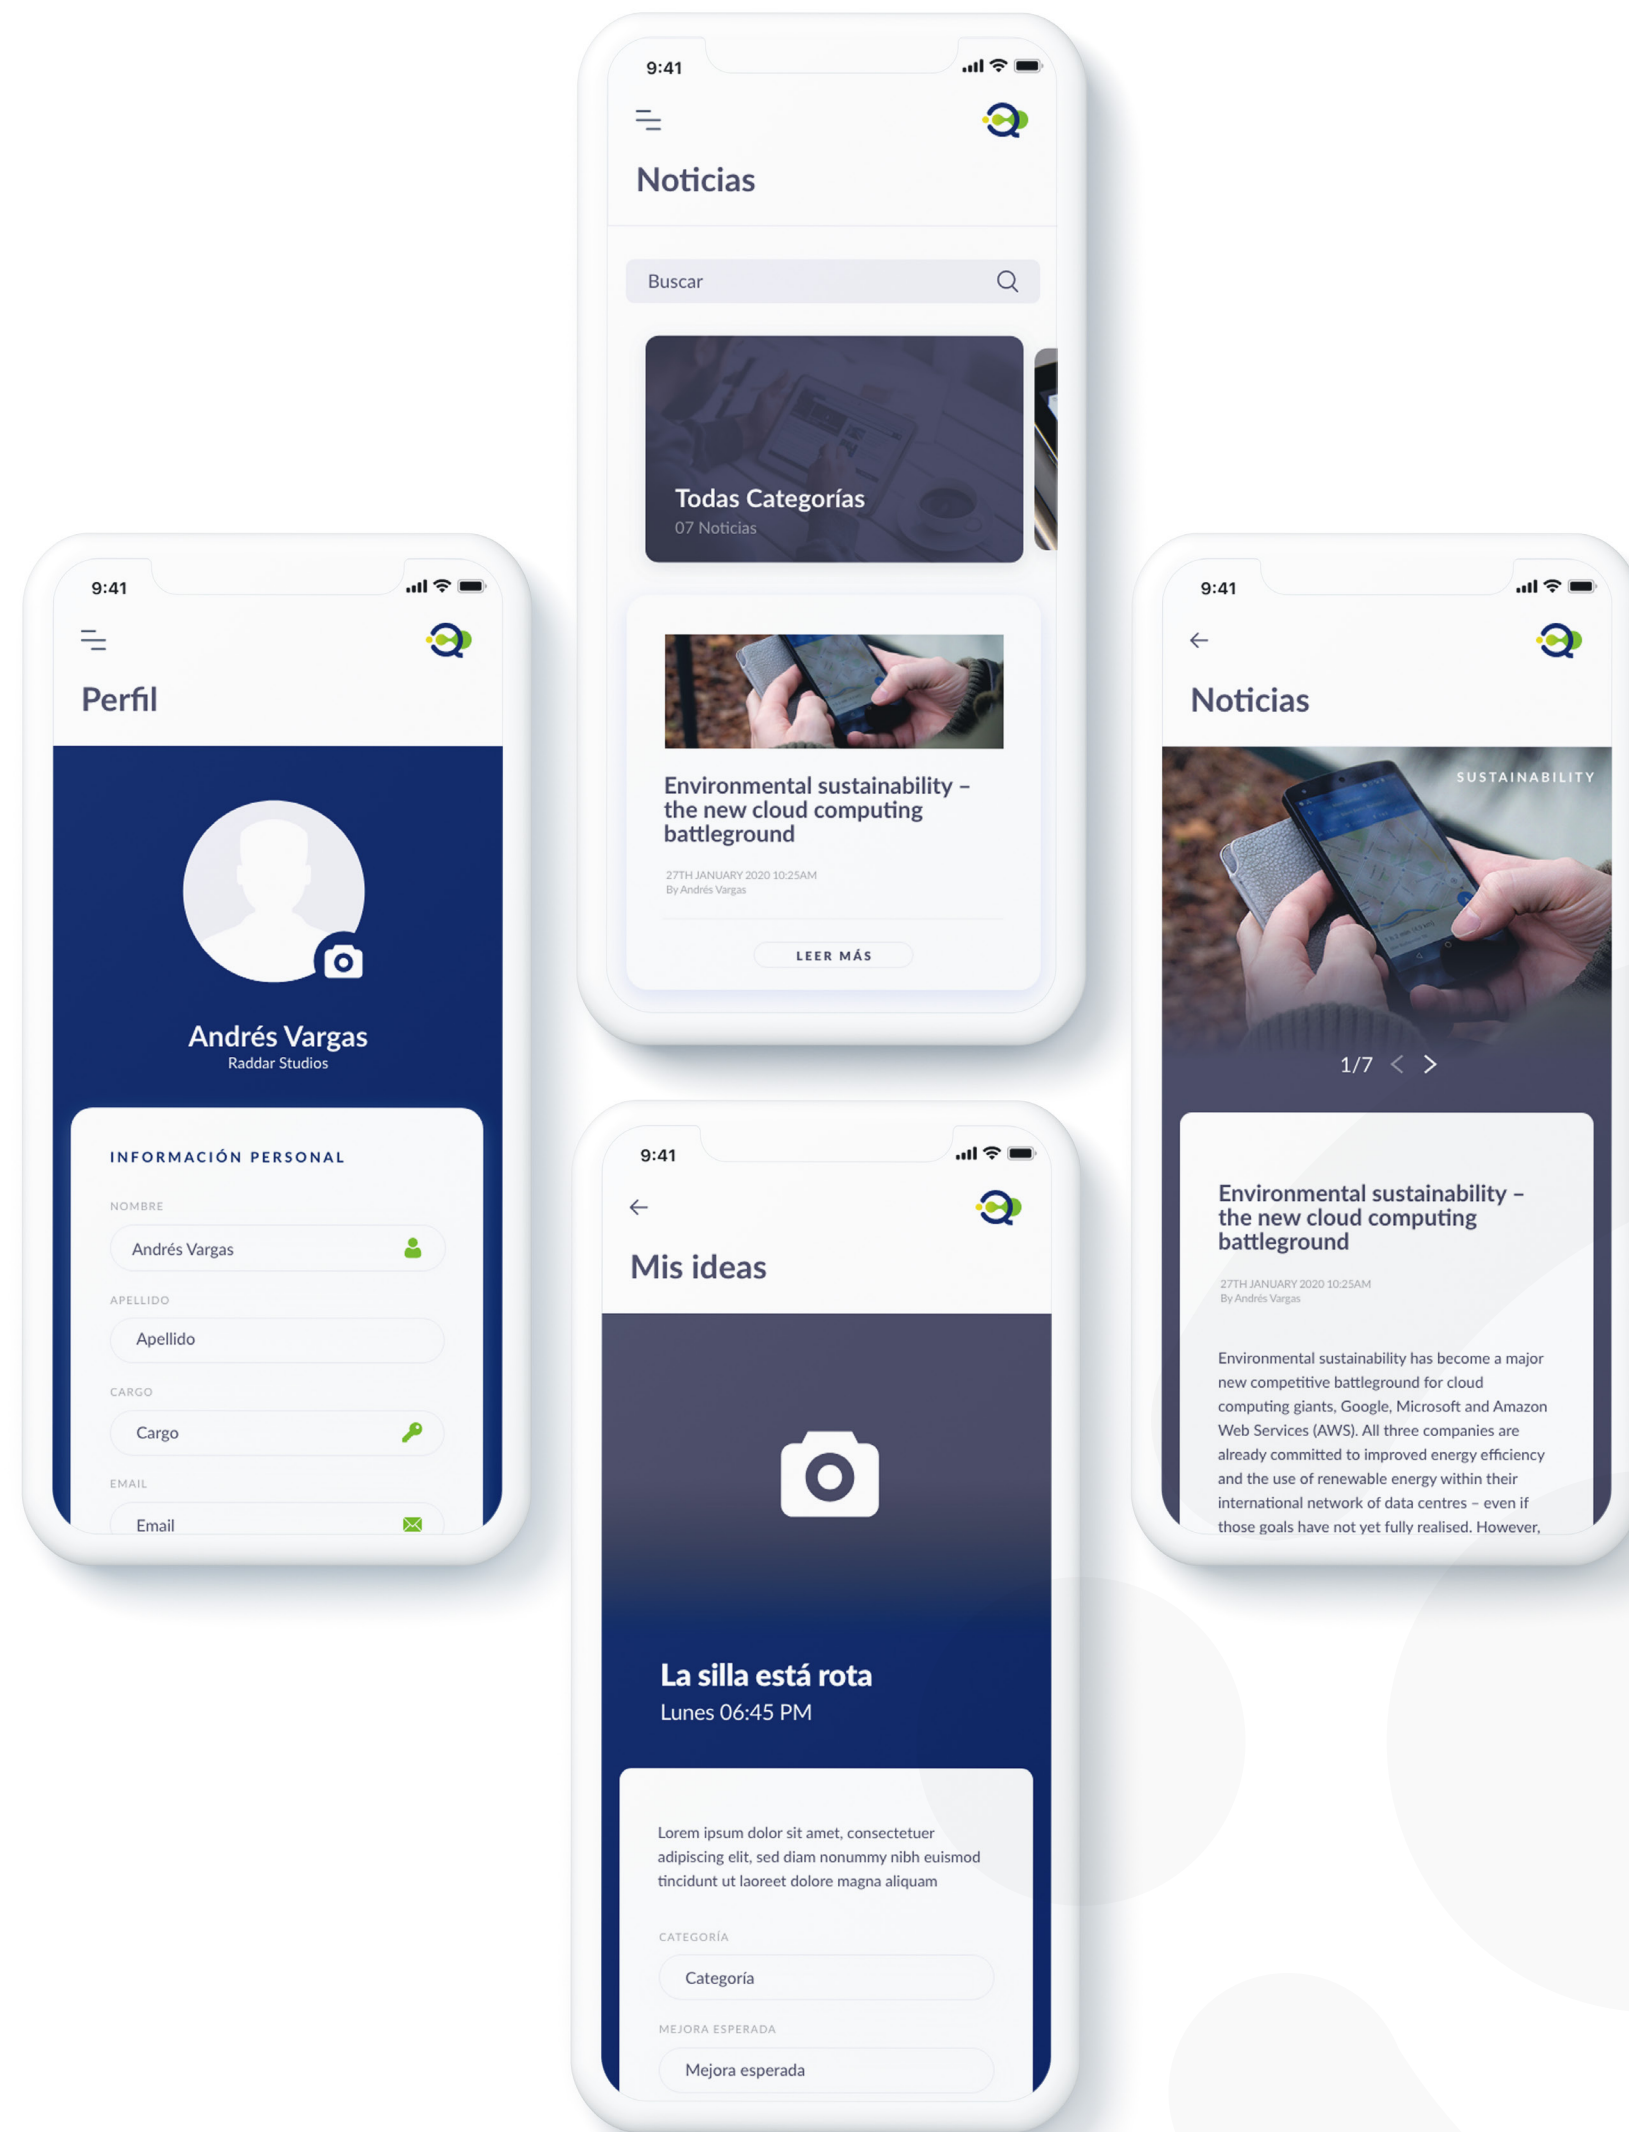 9:41
Noticias
Buscar
Todas Categorías
07 Noticias
Environmental sustainability –
the new cloud computing
battleground
27TH JANUARY 2020 10:25AM
By Andrés Vargas
LEER MÁS
9:41
Perfil
Andrés Vargas
Raddar Studios
INFORMACIÓN PERSONAL
NOMBRE
Andrés Vargas
APELLIDO
Apellido
CARGO
Cargo
EMAIL
Email
9:41
Mis ideas
La silla está rota
Lunes 06:45 PM
Lorem ipsum dolor sit amet, consectetuer
adipiscing elit, sed diam nonummy nibh euismod
tincidunt ut laoreet dolore magna aliquam
CATEGORÍA
Categoría
MEJORA ESPERADA
Mejora esperada
9:41
Noticias
SUSTAINABILITY
1/7
Environmental sustainability –
the new cloud computing
battleground
27TH JANUARY 2020 10:25AM
By Andrés Vargas
Environmental sustainability has become a major
new competitive battleground for cloud
computing giants, Google, Microsoft and Amazon
Web Services (AWS). All three companies are
already committed to improved energy efficiency
and the use of renewable energy within their
international network of data centres – even if
those goals have not yet fully realised. However,